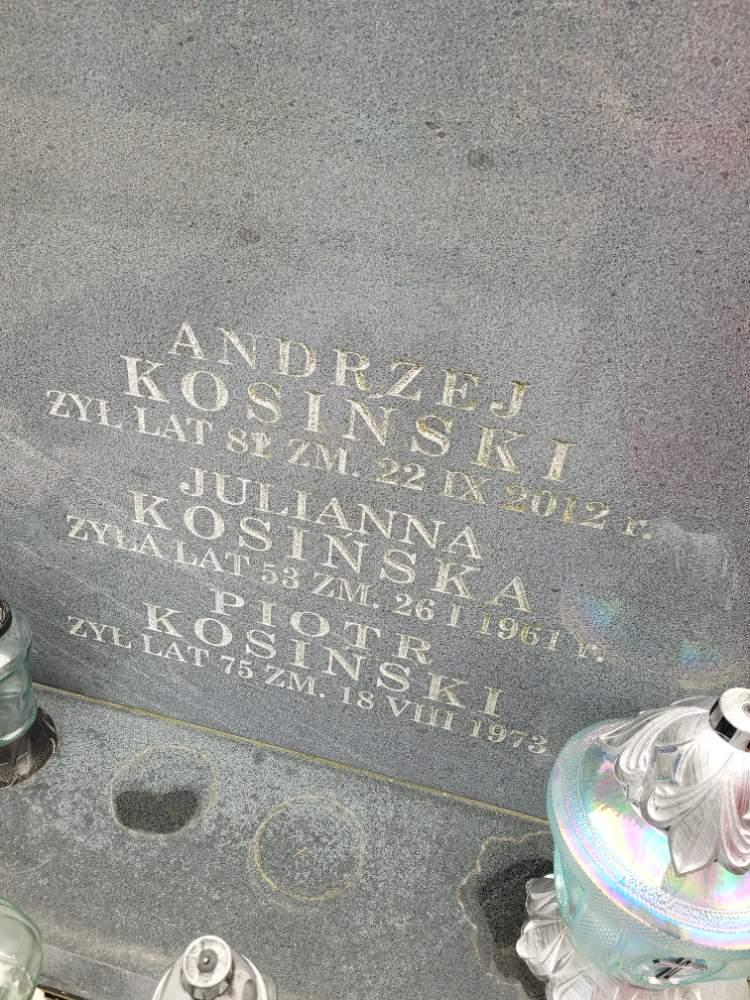 ANDRZEJ
KOSIŃSKI
ŻYŁ LAT ZM. 22 IX 2012 r.
JULIANNA
KOSIŃSKA
ŻYŁA LAT 53 ZM. 26 I 1961 r.
PIOTR
KOSIŃSKI
ŻYŁ LAT 75 ZM. 18 VIII 1973